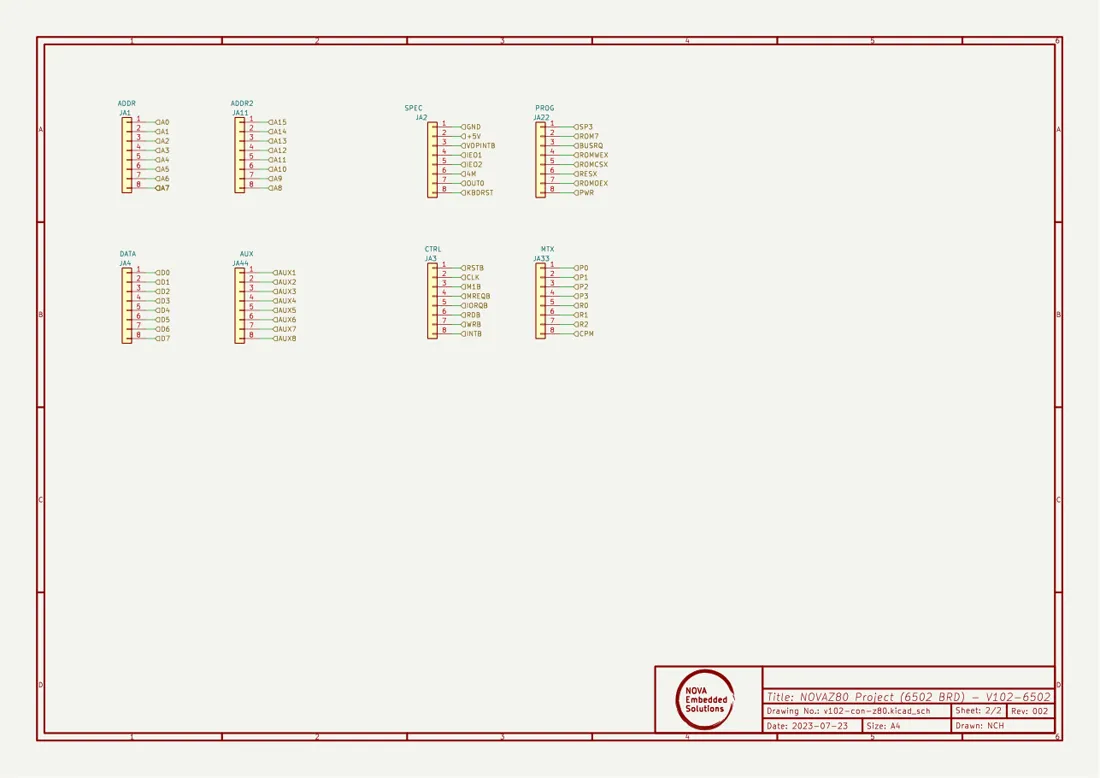 1 2 3 4 5 6
A A
ADDR
JA1
1 A0
2 A1
3 A2
4 A3
5 A4
6 A5
7 A6
8 A7
ADDR2
JA11
1 A15
2 A14
3 A13
4 A12
5 A11
6 A10
7 A9
8 A8
SPEC
JA2
1 GND
2 +5V
3 VDPINTB
4 IEO1
5 IEO2
6 4M
7 OUT0
8 KBDRST
PROG
JA22
1 SP3
2 ROM7
3 BUSRQ
4 ROMWEX
5 ROMCSX
6 RESX
7 ROMOEX
8 PWR
DATA
JA4
1 D0
2 D1
3 D2
4 D3
5 D4
6 D5
7 D6
8 D7
AUX
JA44
1 AUX1
2 AUX2
3 AUX3
4 AUX4
5 AUX5
6 AUX6
7 AUX7
8 AUX8
CTRL
JA3
1 RSTB
2 CLK
3 M1B
4 MREQB
5 IORQB
6 RDB
7 WRB
8 INTB
MTX
JA33
1 P0
2 P1
3 P2
4 P3
5 R0
6 R1
7 R2
8 CPM
B B
C C
D D
NOVA
Embedded
Solutions
Title: NOVAZ80 Project (6502 BRD) – V102-6502
Drawing No.: v102-con-z80.kicad_sch Sheet: 2/2 Rev: 002
Date: 2023-07-23 Size: A4 Drawn: NCH
1 2 3 4 5 6